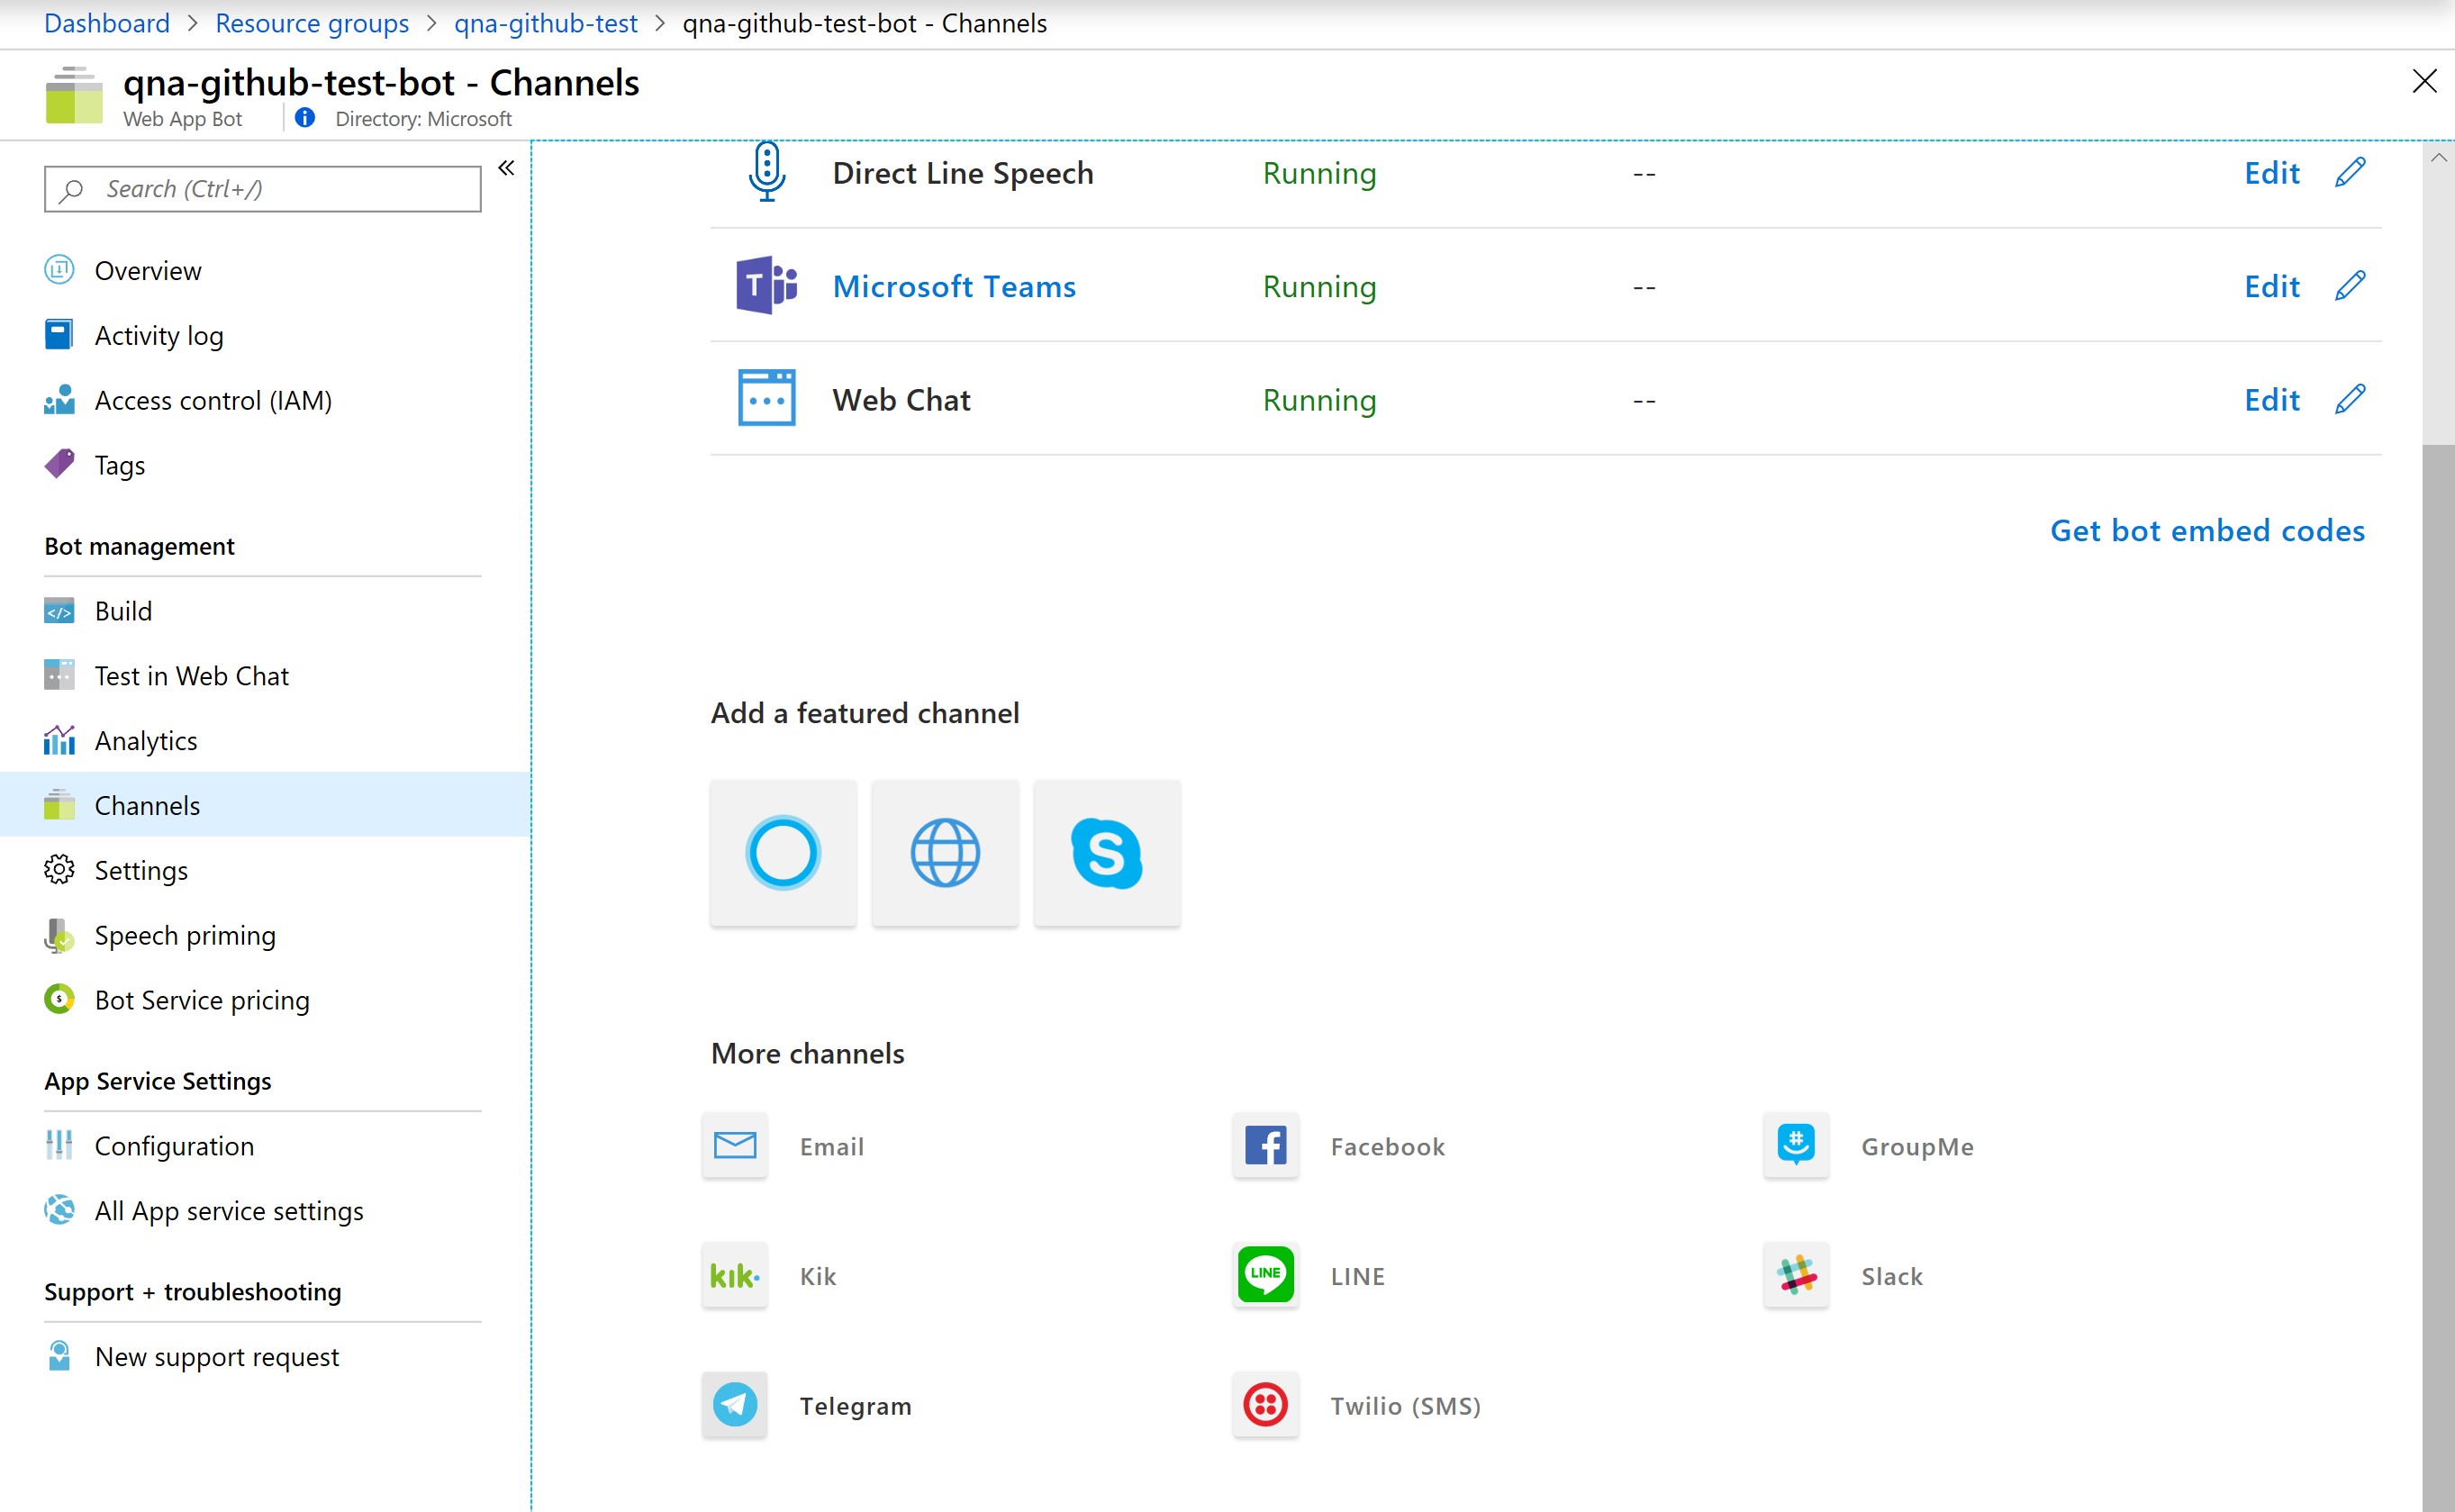 Dashboard > Resource groups > qna-github-test > qna-github-test-bot - Channels
qna-github-test-bot - Channels
Web App Bot
Directory: Microsoft
Search (Ctrl+/)
Overview
Activity log
Access control (IAM)
Tags
Bot management
Build
Test in Web Chat
Analytics
Channels
Settings
Speech priming
Bot Service pricing
App Service Settings
Configuration
All App service settings
Support + troubleshooting
New support request
Direct Line Speech Running -- Edit
Microsoft Teams Running -- Edit
Web Chat Running -- Edit
Get bot embed codes
Add a featured channel
More channels
Email Facebook GroupMe
kik. Kik LINE LINE Slack
Telegram Twilio (SMS)